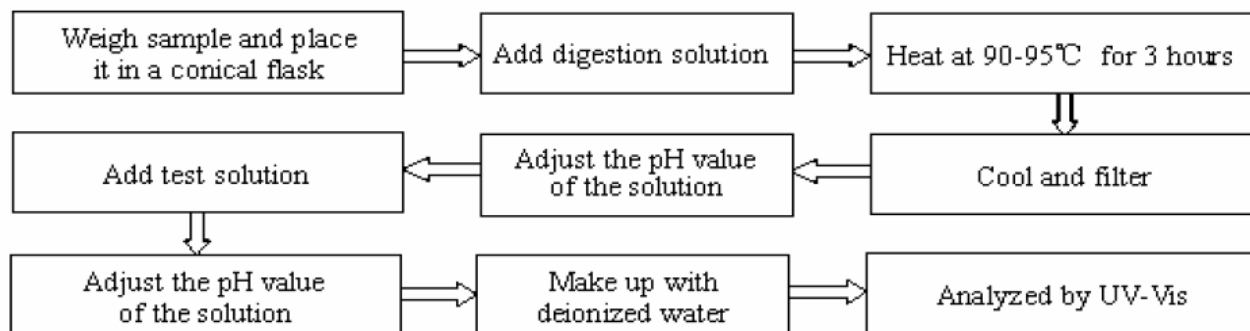 Weigh sample and place
it in a conical flask
Add digestion solution
Heat at 90-95℃ for 3 hours
Cool and filter
Adjust the pH value
of the solution
Add test solution
Adjust the pH value
of the solution
Make up with
deionized water
Analyzed by UV-Vis